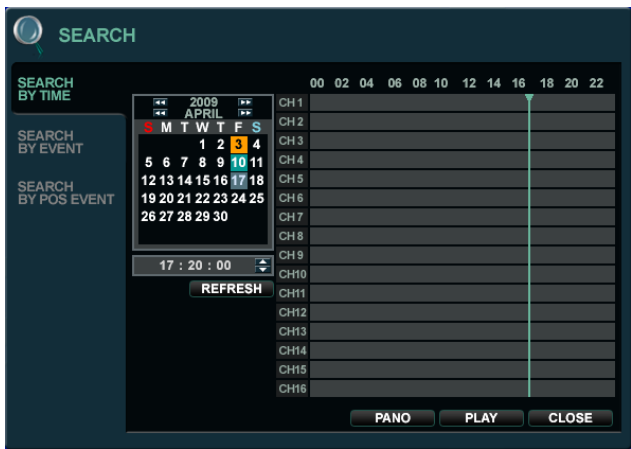 SEARCH
SEARCH
BY TIME
SEARCH
BY EVENT
SEARCH
BY POS EVENT
2009
APRIL
S M T W T F S
1 2 3 4
5 6 7 8 9 10 11
12 13 14 15 16 17 18
19 20 21 22 23 24 25
26 27 28 29 30
17 : 20 : 00
REFRESH
00 02 04 06 08 10 12 14 16 18 20 22
CH 1
CH 2
CH 3
CH 4
CH 5
CH 6
CH 7
CH 8
CH 9
CH10
CH11
CH12
CH13
CH14
CH15
CH16
PANO PLAY CLOSE